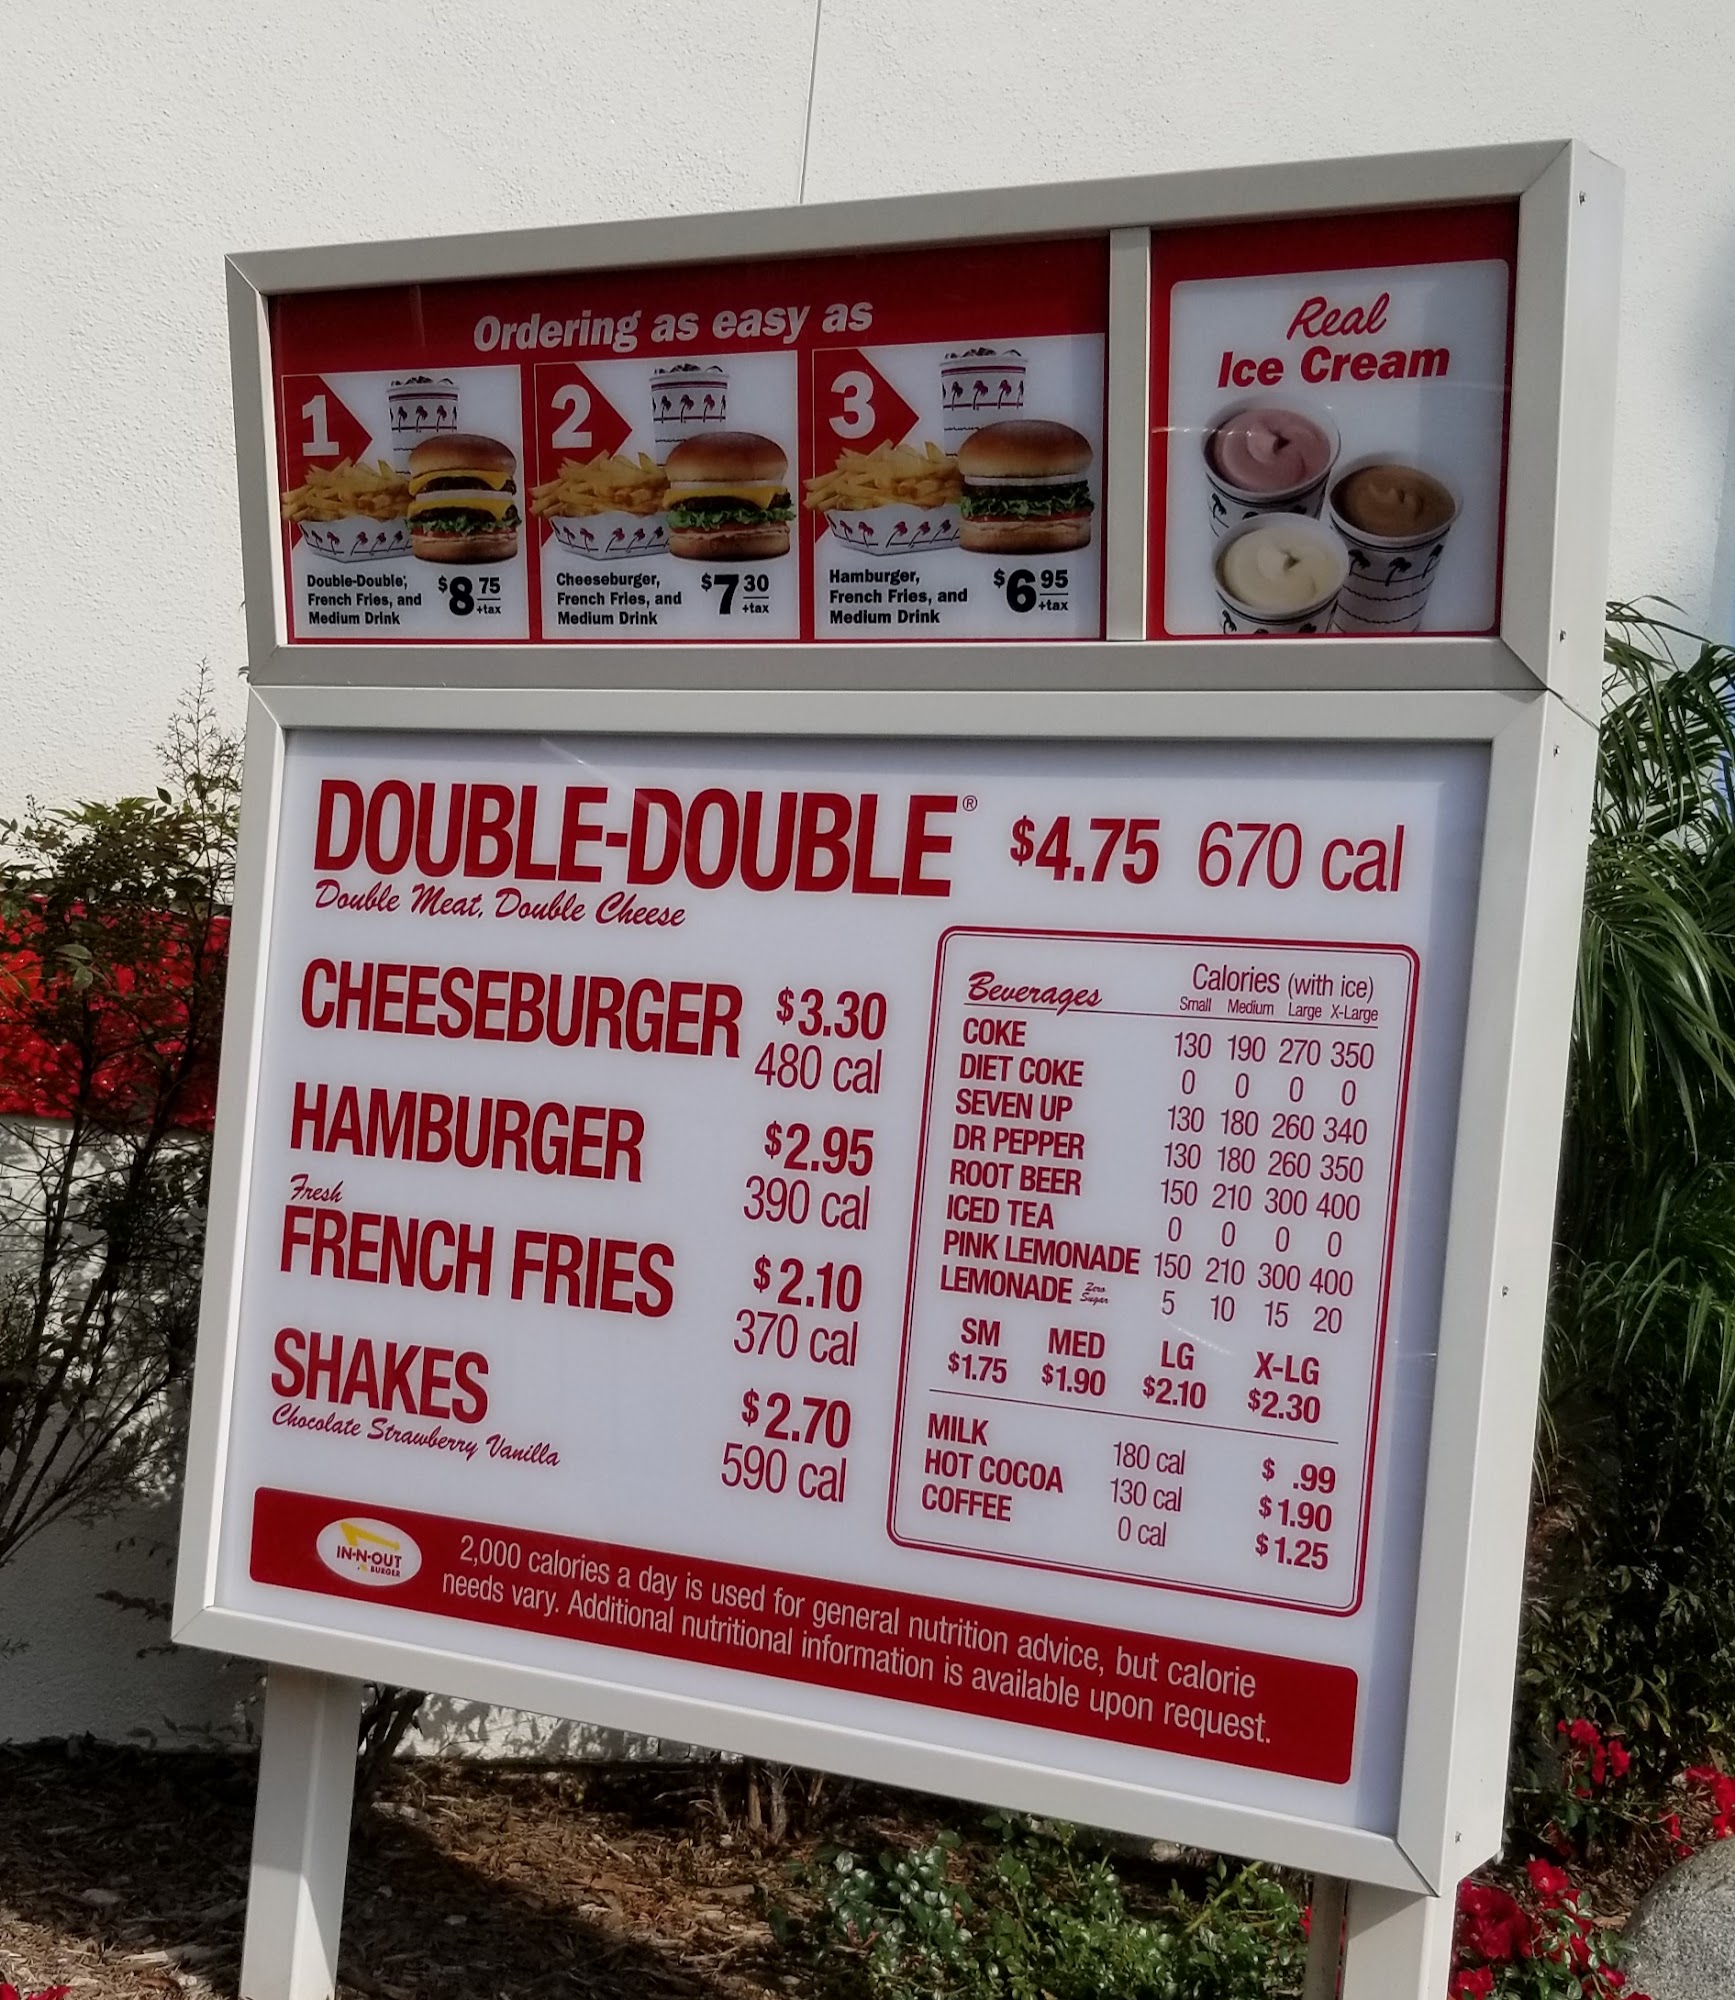 Ordering as easy as
1
Double-Double®,
French Fries, and
Medium Drink
$8 75
+tax
2
Cheeseburger,
French Fries, and
Medium Drink
$7 30
+tax
3
Hamburger,
French Fries, and
Medium Drink
$6 95
+tax
Real
Ice Cream
DOUBLE-DOUBLE® $4.75 670 cal
Double Meat, Double Cheese
CHEESEBURGER $3.30
480 cal
HAMBURGER $2.95
390 cal
Fresh
FRENCH FRIES $2.10
370 cal
SHAKES $2.70
Chocolate Strawberry Vanilla
590 cal
Beverages Calories (with ice)
Small Medium Large X-Large
COKE 130 190 270 350
DIET COKE 0 0 0 0
SEVEN UP 130 180 260 340
DR PEPPER 130 180 260 350
ROOT BEER 150 210 300 400
ICED TEA 0 0 0 0
PINK LEMONADE 150 210 300 400
LEMONADE Zero Sugar 5 10 15 20
SM MED LG X-LG
$1.75 $1.90 $2.10 $2.30
MILK 180 cal $ .99
HOT COCOA 130 cal $1.90
COFFEE 0 cal $1.25
IN-N-OUT
BURGER
2,000 calories a day is used for general nutrition advice, but calorie
needs vary. Additional nutritional information is available upon request.